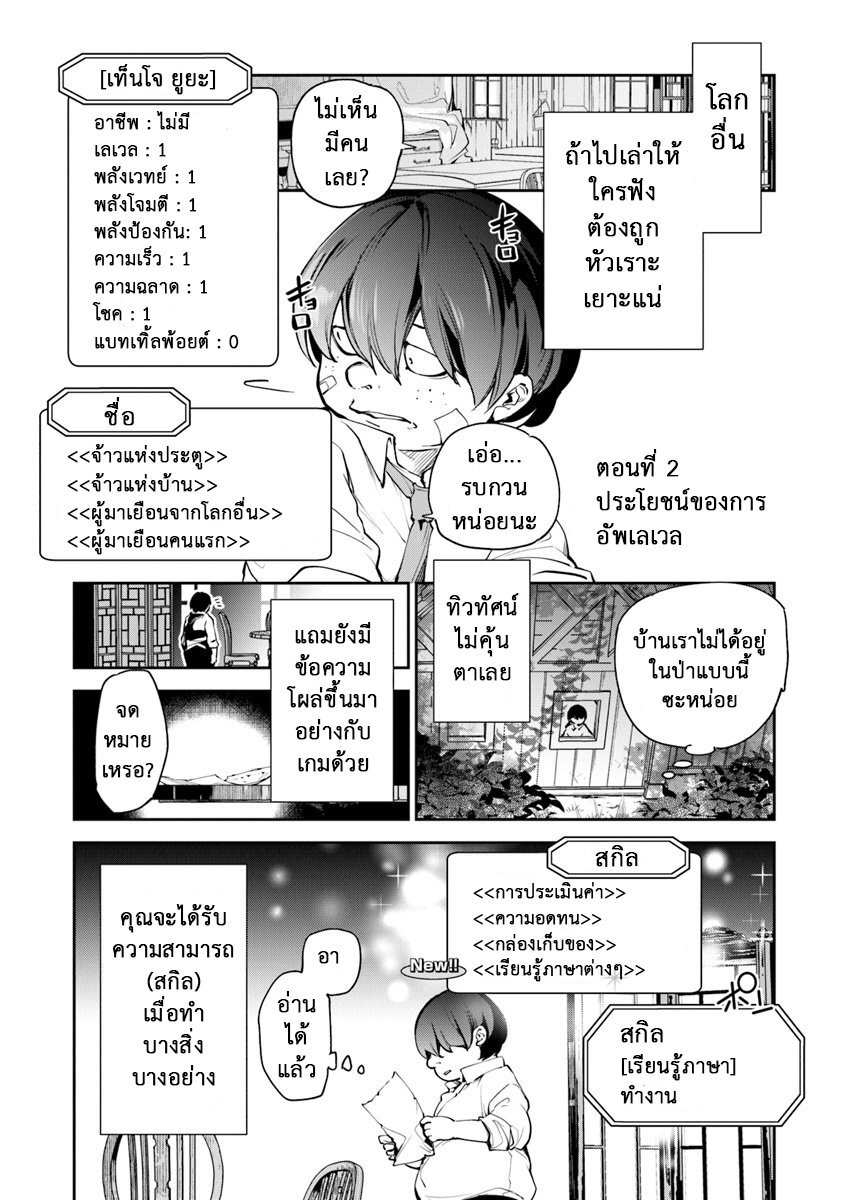 โลก
อื่น
ถ้าไปเล่าให้
ใครฟัง
ต้องถูก
หัวเราะ
เยาะแน่
ไม่เห็น
มีคน
เลย?
[เท็นโจ ยูยะ]
อาชีพ : ไม่มี
เลเวล : 1
พลังเวทย์ : 1
พลังโจมตี : 1
พลังป้องกัน: 1
ความเร็ว : 1
ความฉลาด : 1
โชค : 1
แบทเทิ้ลพ้อยต์ : 0
キョロ
キョロ
ชื่อ
<<จ้าวแห่งประตู>>
<<จ้าวแห่งบ้าน>>
<<ผู้มาเยือนจากโลกอื่น>>
<<ผู้มาเยือนคนแรก>>
เอ่อ...
รบกวน
หน่อยนะ
ตอนที่ 2
ประโยชน์ของการ
อัพเลเวล
บ้านเราไม่ได้อยู่
ในป่าแบบนี้
ซะหน่อย
ทิวทัศน์
ไม่คุ้น
ตาเลย
แถมยังมี
ข้อความ
โผล่ขึ้นมา
อย่างกับ
เกมด้วย
จด
หมาย
เหรอ?
สกิล
<<การประเมินค่า>>
<<ความอดทน>>
<<กล่องเก็บของ>>
New!!
<<เรียนรู้ภาษาต่างๆ>>
ポン
สกิล
[เรียนรู้ภาษา]
ทำงาน
อา
อ่าน
ได้
แล้ว
คุณจะได้รับ
ความสามารถ
(สกิล)
เมื่อทำ
บางสิ่ง
บางอย่าง